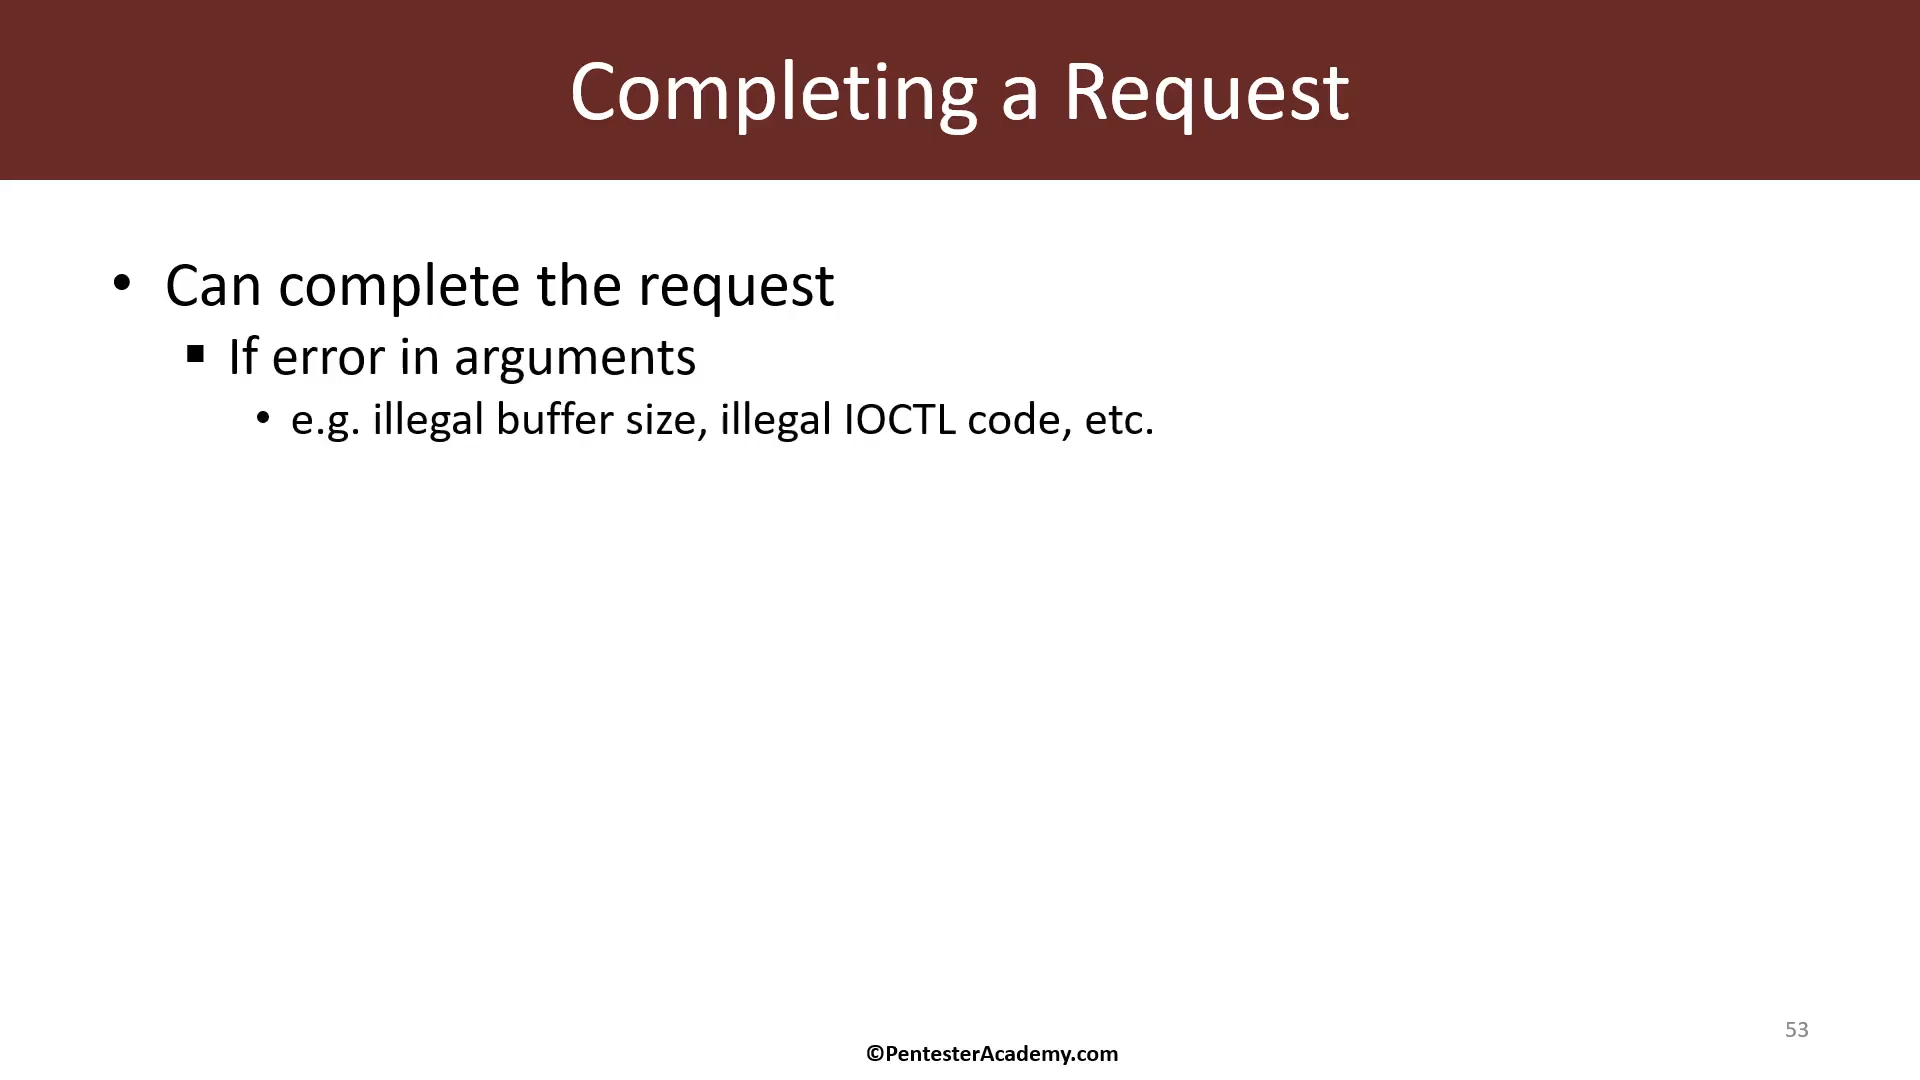 Completing a Request
• Can complete the request
▪ If error in arguments
• e.g. illegal buffer size, illegal IOCTL code, etc.
53
©PentesterAcademy.com